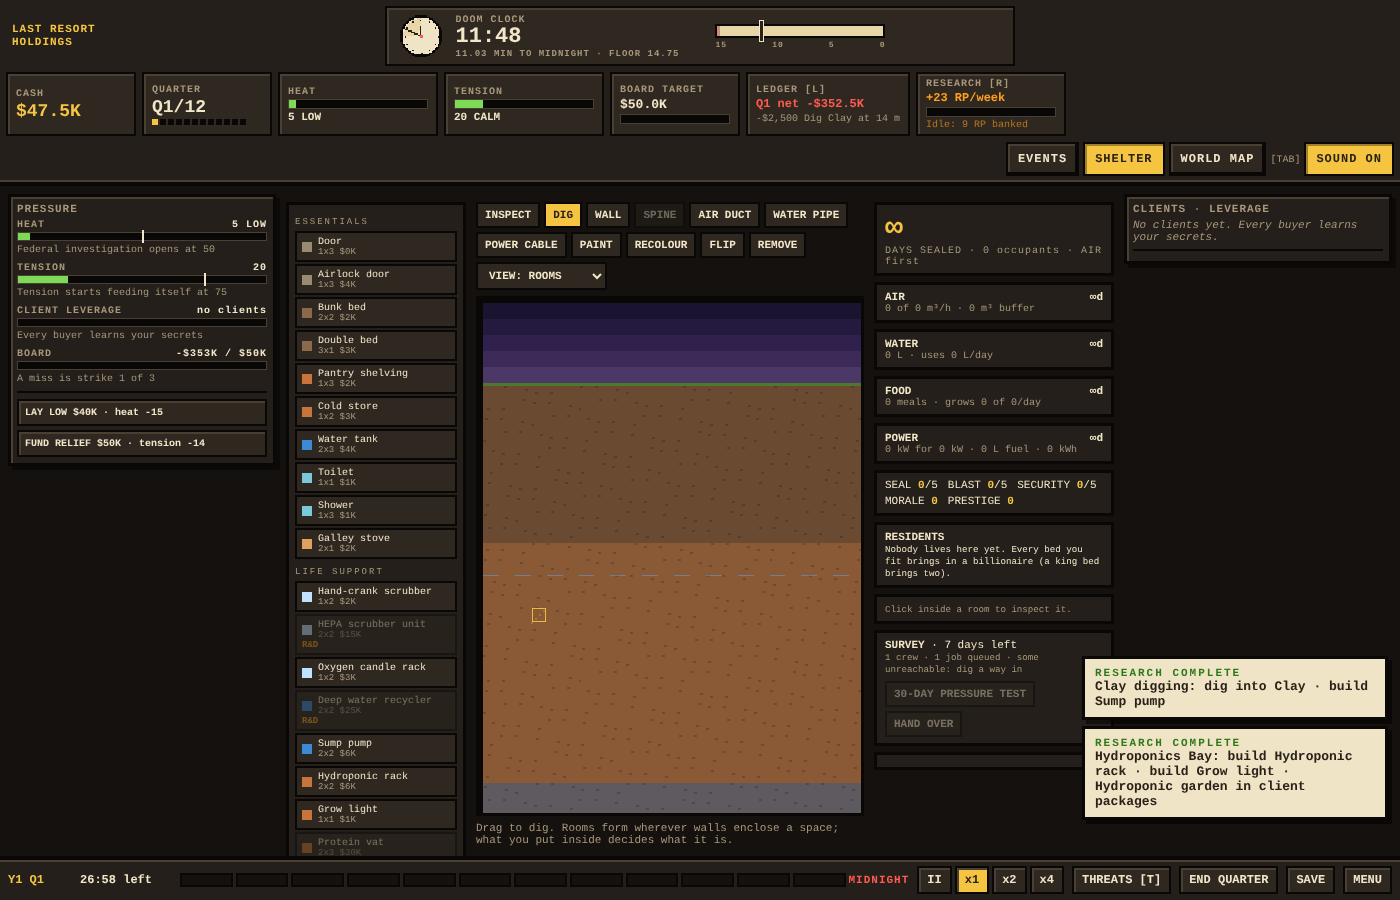 LAST RESORT
HOLDINGS
DOOM CLOCK
11:48
11.03 MIN TO MIDNIGHT · FLOOR 14.75
15 10 5 0
CASH
$47.5K
QUARTER
Q1/12
HEAT
5 LOW
TENSION
20 CALM
BOARD TARGET
$50.0K
LEDGER [L]
Q1 net -$352.5K
-$2,500 Dig Clay at 14 m
RESEARCH [R]
+23 RP/week
Idle: 9 RP banked
EVENTS
SHELTER
WORLD MAP
[TAB]
SOUND ON
PRESSURE
HEAT 5 LOW
Federal investigation opens at 50
TENSION 20
Tension starts feeding itself at 75
CLIENT LEVERAGE no clients
Every buyer learns your secrets
BOARD -$353K / $50K
A miss is strike 1 of 3
LAY LOW $40K · heat -15
FUND RELIEF $50K · tension -14
ESSENTIALS
Door
1x3 $0K
Airlock door
1x3 $4K
Bunk bed
2x2 $2K
Double bed
3x1 $3K
Pantry shelving
1x3 $2K
Cold store
1x2 $3K
Water tank
2x3 $4K
Toilet
1x1 $1K
Shower
1x3 $1K
Galley stove
2x1 $2K
LIFE SUPPORT
Hand-crank scrubber
1x2 $2K
HEPA scrubber unit
2x2 $15K
R&D
Oxygen candle rack
1x2 $3K
Deep water recycler
2x2 $25K
R&D
Sump pump
2x2 $6K
Hydroponic rack
2x2 $6K
Grow light
1x1 $1K
Protein vat
2x3 $30K
INSPECT
DIG
WALL
SPINE
AIR DUCT
WATER PIPE
POWER CABLE
PAINT
RECOLOUR
FLIP
REMOVE
VIEW: ROOMS
Drag to dig. Rooms form wherever walls enclose a space;
what you put inside decides what it is.
∞
DAYS SEALED · 0 occupants · AIR
first
AIR ∞d
0 of 0 m³/h · 0 m³ buffer
WATER ∞d
0 L · uses 0 L/day
FOOD ∞d
0 meals · grows 0 of 0/day
POWER ∞d
0 kW for 0 kW · 0 L fuel · 0 kWh
SEAL 0/5 BLAST 0/5 SECURITY 0/5
MORALE 0 PRESTIGE 0
RESIDENTS
Nobody lives here yet. Every bed you
fit brings in a billionaire (a king bed
brings two).
Click inside a room to inspect it.
SURVEY · 7 days left
1 crew · 1 job queued · some
unreachable: dig a way in
30-DAY PRESSURE TEST
HAND OVER
CLIENTS · LEVERAGE
No clients yet. Every buyer learns
your secrets.
RESEARCH COMPLETE
Clay digging: dig into Clay · build
Sump pump
RESEARCH COMPLETE
Hydroponics Bay: build Hydroponic
rack · build Grow light ·
Hydroponic garden in client
packages
Y1 Q1
26:58 left
MIDNIGHT
II
x1
x2
x4
THREATS [T]
END QUARTER
SAVE
MENU